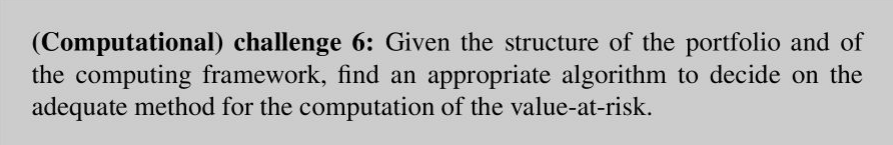 (Computational) challenge 6: Given the structure of the portfolio and of
the computing framework, find an appropriate algorithm to decide on the
adequate method for the computation of the value-at-risk.